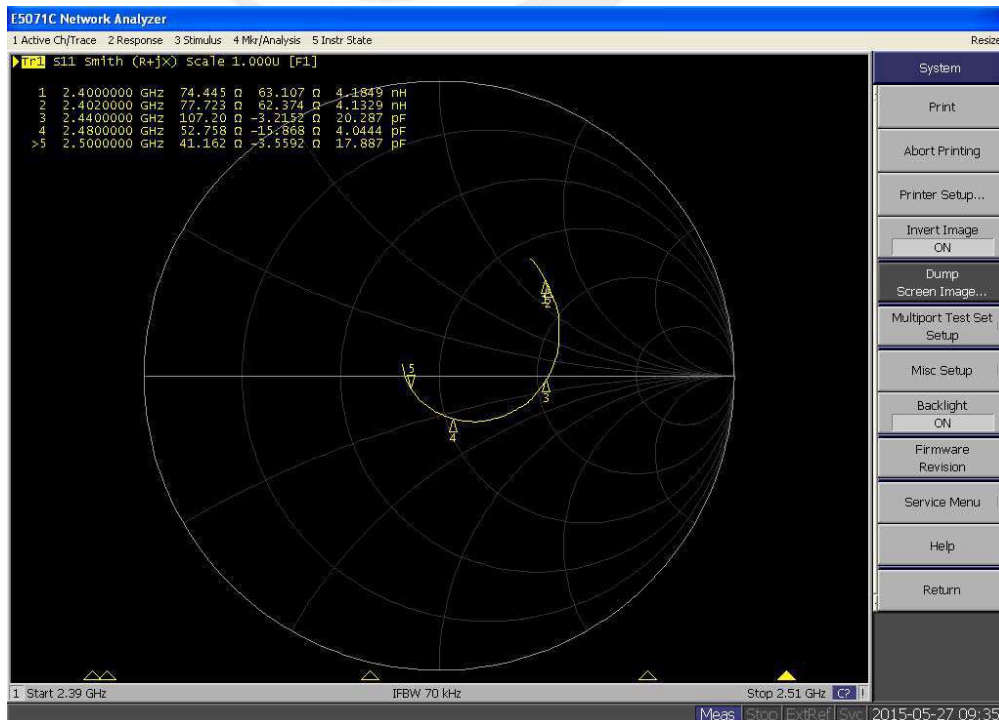 E5071C Network Analyzer
1 Active Ch/Trace 2 Response 3 Stimulus 4 Mkr/Analysis 5 Instr State
Resize
Tr1 S11 Smith (R+jX) Scale 1.000U [F1]
1 2.4000000 GHz 74.445 Ω 63.107 Ω 4.1849 nH
2 2.4020000 GHz 77.723 Ω 62.374 Ω 4.1329 nH
3 2.4400000 GHz 107.20 Ω -3.2152 Ω 20.287 pF
4 2.4800000 GHz 52.758 Ω -15.868 Ω 4.0444 pF
>5 2.5000000 GHz 41.162 Ω -3.5592 Ω 17.887 pF
2
5
3
4
1 Start 2.39 GHz
IFBW 70 kHz
Stop 2.51 GHz C? !
Meas Stop ExtRef Svc 2015-05-27 09:35
System
Print
Abort Printing
Printer Setup...
Invert Image
ON
Dump
Screen Image...
Multiport Test Set
Setup
Misc Setup
Backlight
ON
Firmware
Revision
Service Menu
Help
Return